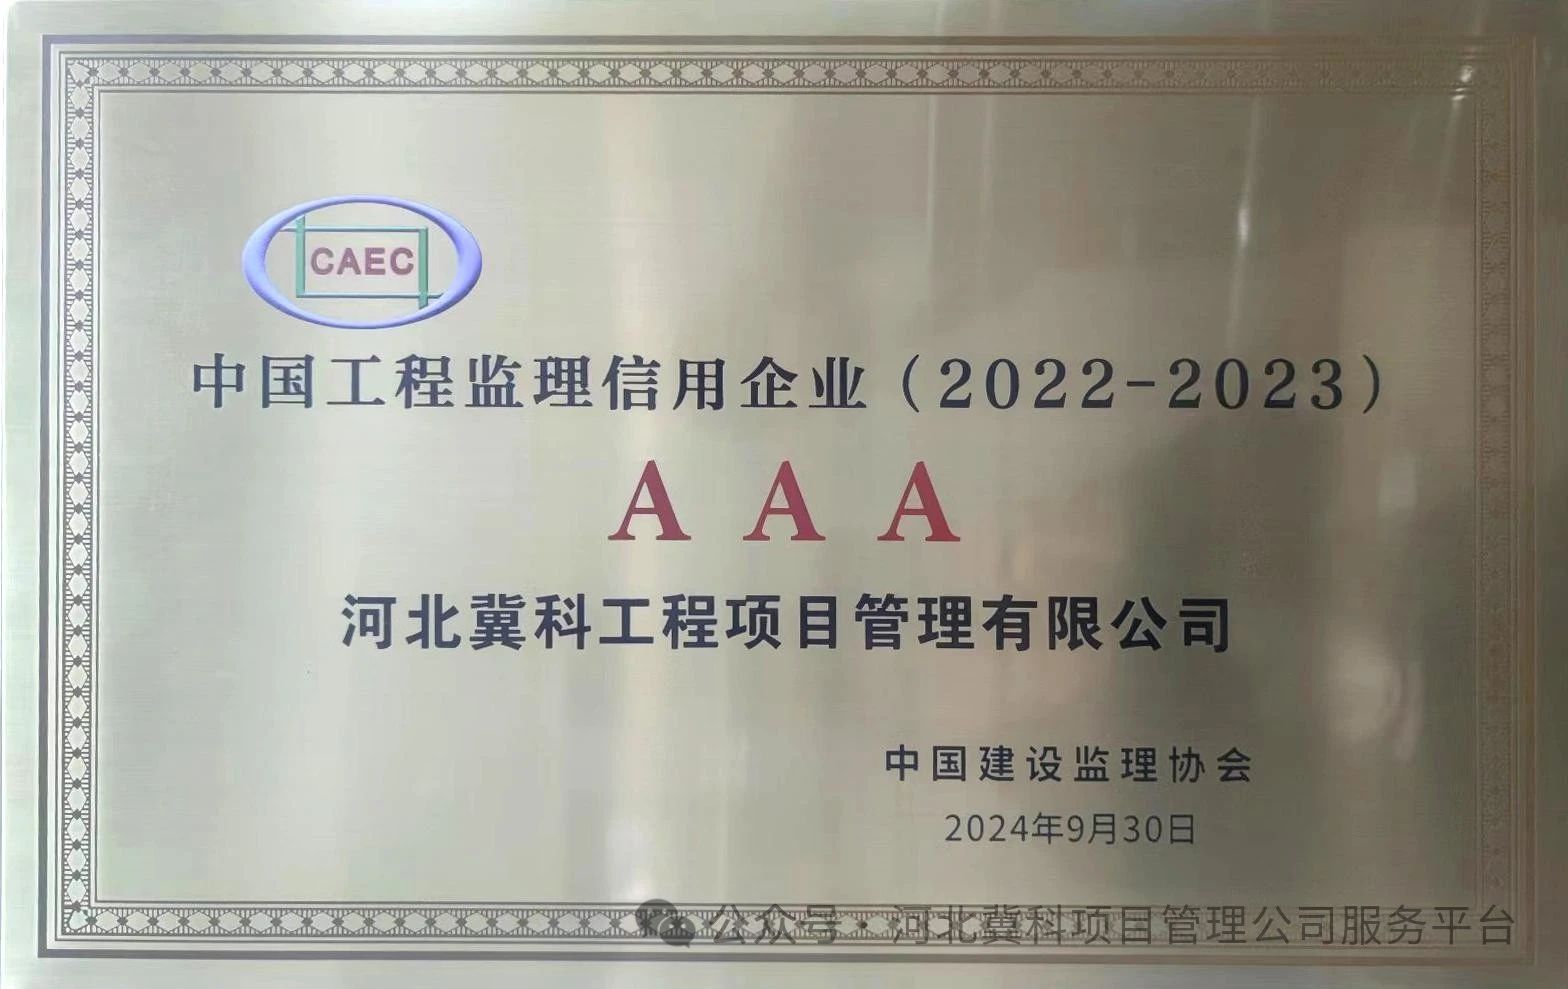 CAEC
中国工程监理信用企业（2022-2023）
A A A
河北冀科工程项目管理有限公司
中国建设监理协会
2024年9月30日
公众号·河北冀科项目管理公司服务平台